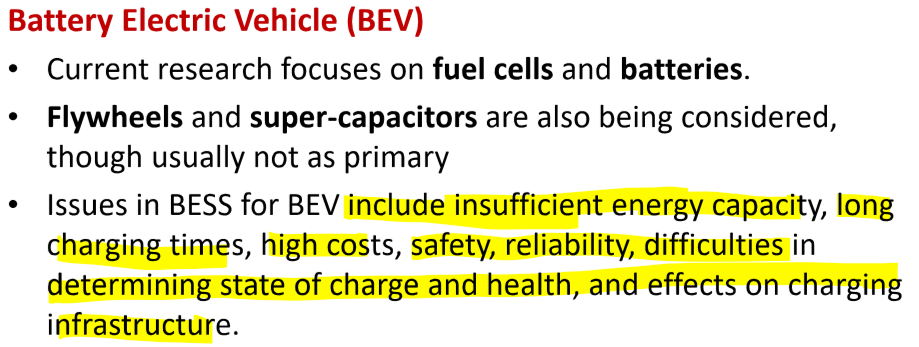 Battery Electric Vehicle (BEV)
• Current research focuses on fuel cells and batteries.
• Flywheels and super-capacitors are also being considered,
though usually not as primary
• Issues in BESS for BEV include insufficient energy capacity, long
charging times, high costs, safety, reliability, difficulties in
determining state of charge and health, and effects on charging
infrastructure.